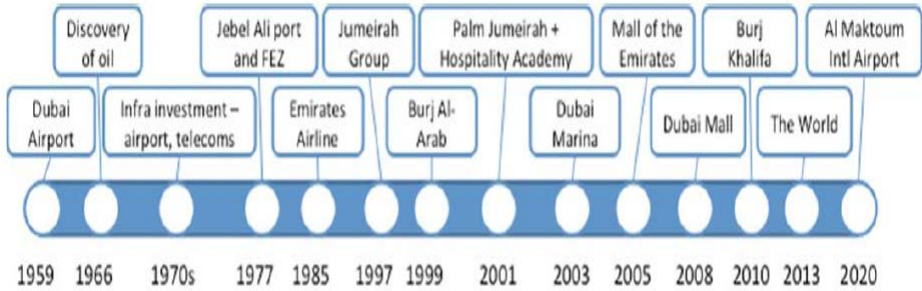 Discovery
of oil
Jebel Ali port
and FEZ
Jumeirah
Group
Palm Jumeirah +
Hospitality Academy
Mall of the
Emirates
Burj
Khalifa
Al Maktoum
Intl Airport
Dubai
Airport
Infra investment –
airport, telecoms
Emirates
Airline
Burj Al-
Arab
Dubai
Marina
Dubai Mall
The World
1959 1966 1970s 1977 1985 1997 1999 2001 2003 2005 2008 2010 2013 2020